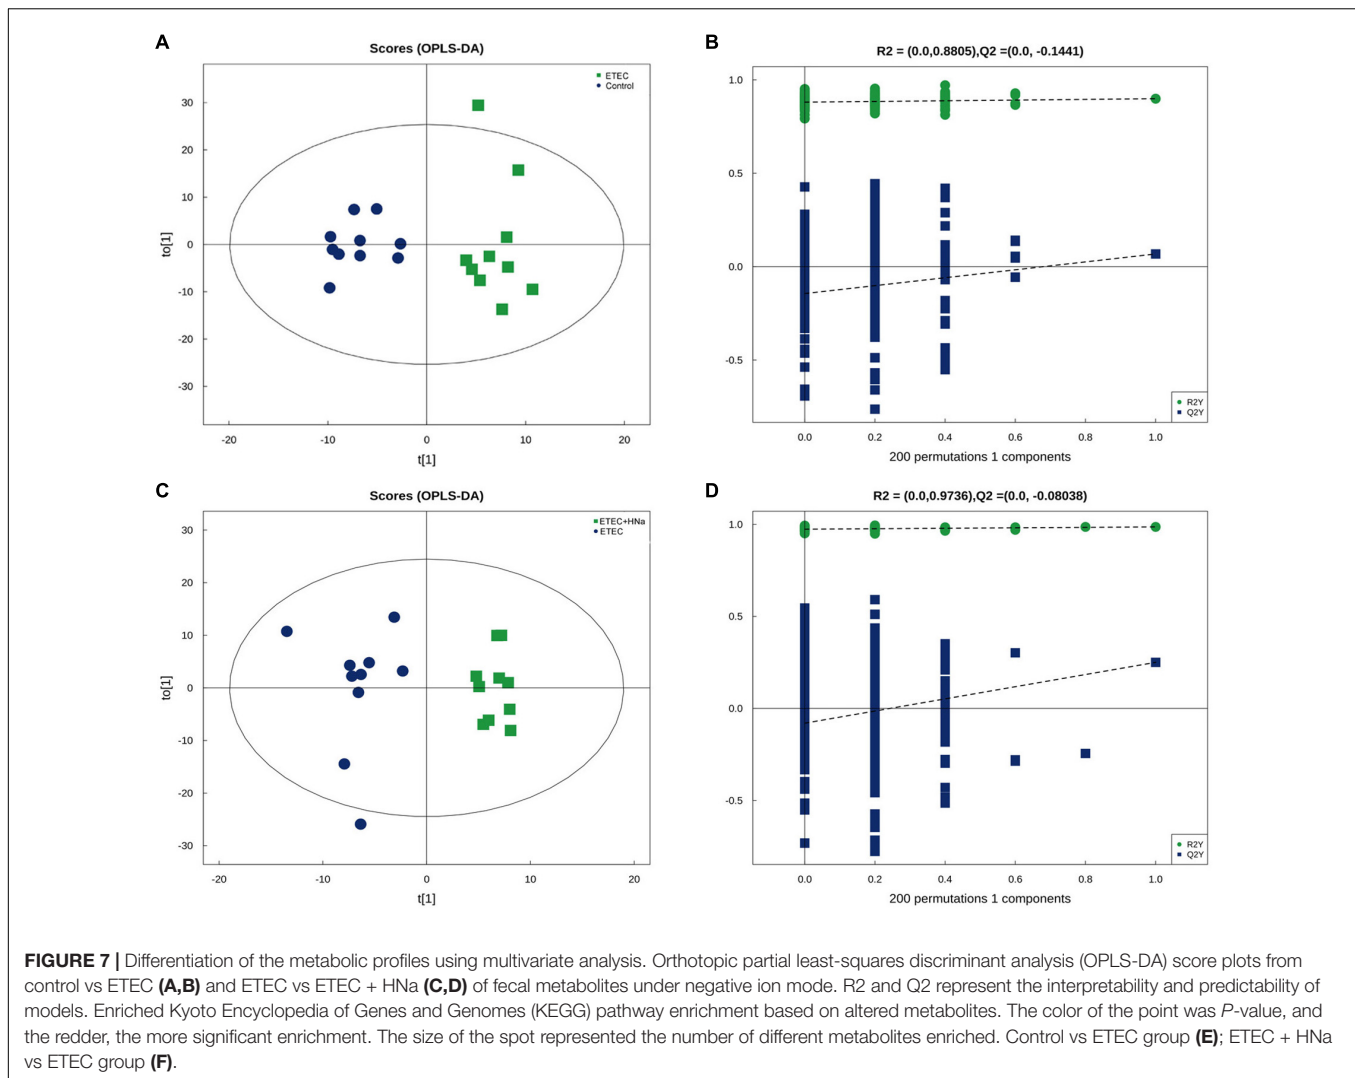 A
Scores (OPLS-DA)
ETEC
Control
30
20
10
0
-10
-20
-30
to[1]
-20
-10
0
10
20
t[1]
B
R2 = (0.0,0.8805),Q2 =(0.0, -0.1441)
1.0
0.5
0.0
-0.5
R2Y
Q2Y
0.0
0.2
0.4
0.6
0.8
1.0
200 permutations 1 components
C
Scores (OPLS-DA)
ETEC+HNa
ETEC
30
20
10
0
-10
-20
-30
to[1]
-20
-10
0
10
20
t[1]
D
R2 = (0.0,0.9736),Q2 =(0.0, -0.08038)
1.0
0.5
0.0
-0.5
R2Y
Q2Y
0.0
0.2
0.4
0.6
0.8
1.0
200 permutations 1 components
FIGURE 7 | Differentiation of the metabolic profiles using multivariate analysis. Orthotopic partial least-squares discriminant analysis (OPLS-DA) score plots from
control vs ETEC (A,B) and ETEC vs ETEC + HNa (C,D) of fecal metabolites under negative ion mode. R2 and Q2 represent the interpretability and predictability of
models. Enriched Kyoto Encyclopedia of Genes and Genomes (KEGG) pathway enrichment based on altered metabolites. The color of the point was P-value, and
the redder, the more significant enrichment. The size of the spot represented the number of different metabolites enriched. Control vs ETEC group (E); ETEC + HNa
vs ETEC group (F).